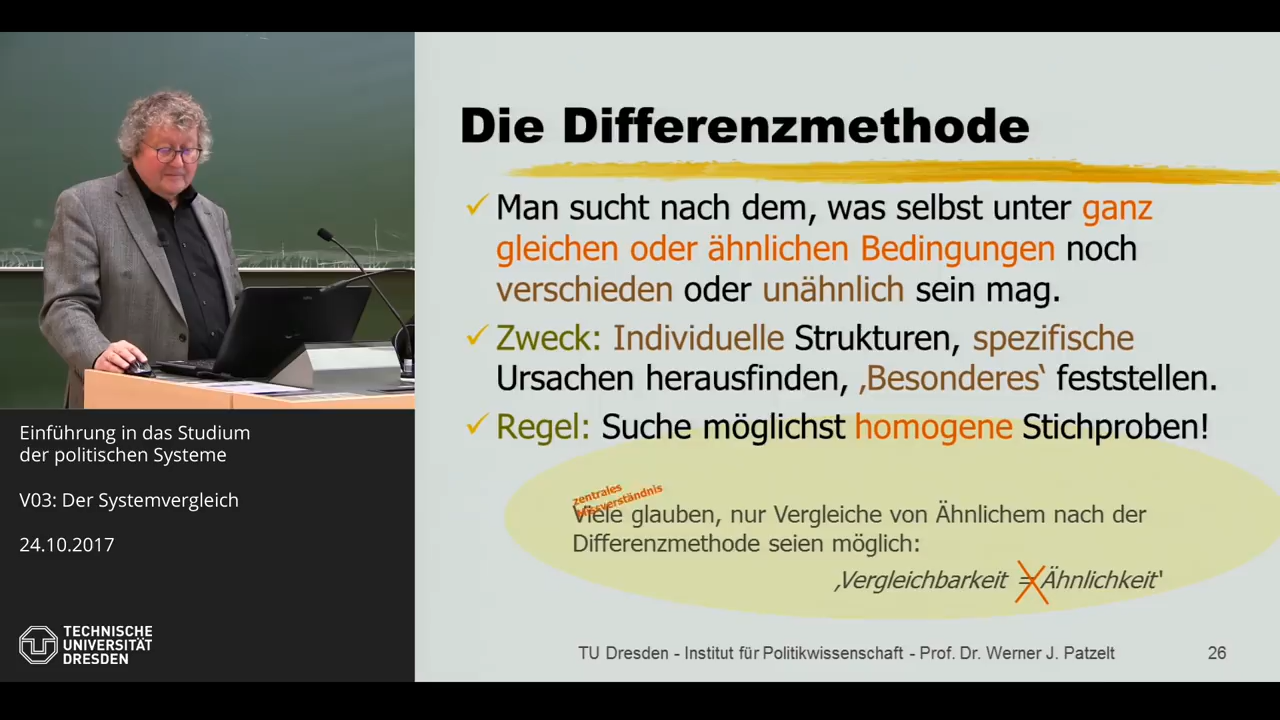 Die Differenzmethode
Man sucht nach dem, was selbst unter ganz
gleichen oder ähnlichen Bedingungen noch
verschieden oder unähnlich sein mag.
Zweck: Individuelle Strukturen, spezifische
Ursachen herausfinden, ‚Besonderes‘ feststellen.
Regel: Suche möglichst homogene Stichproben!
zentrales
Missverständnis
Viele glauben, nur Vergleiche von Ähnlichem nach der
Differenzmethode seien möglich:
‚Vergleichbarkeit = Ähnlichkeit'
TU Dresden - Institut für Politikwissenschaft - Prof. Dr. Werner J. Patzelt
26
Einführung in das Studium
der politischen Systeme
V03: Der Systemvergleich
24.10.2017
TECHNISCHE
UNIVERSITÄT
DRESDEN